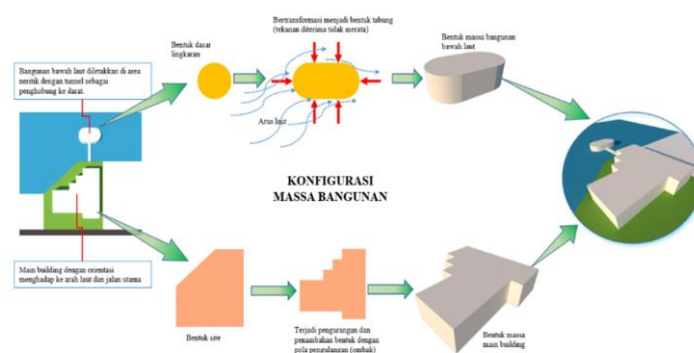 Bertransformasi menjadi bentuk tabung
(tekanan diterima tidak merata)
Bentuk dasar
lingkaran
Bentuk massa bangunan
bawah laut
Bangunan bawah laut diletakkan di area
neritik dengan tunnel sebagai
penghubung ke darat.
Arus laut
KONFIGURASI
MASSA BANGUNAN
Main building dengan orientasi
menghadap ke arah laut dan jalan utama
Bentuk site
Terjadi pengurangan dan
penambahan bentuk dengan
pola pengulangan (ombak)
Bentuk massa
main building